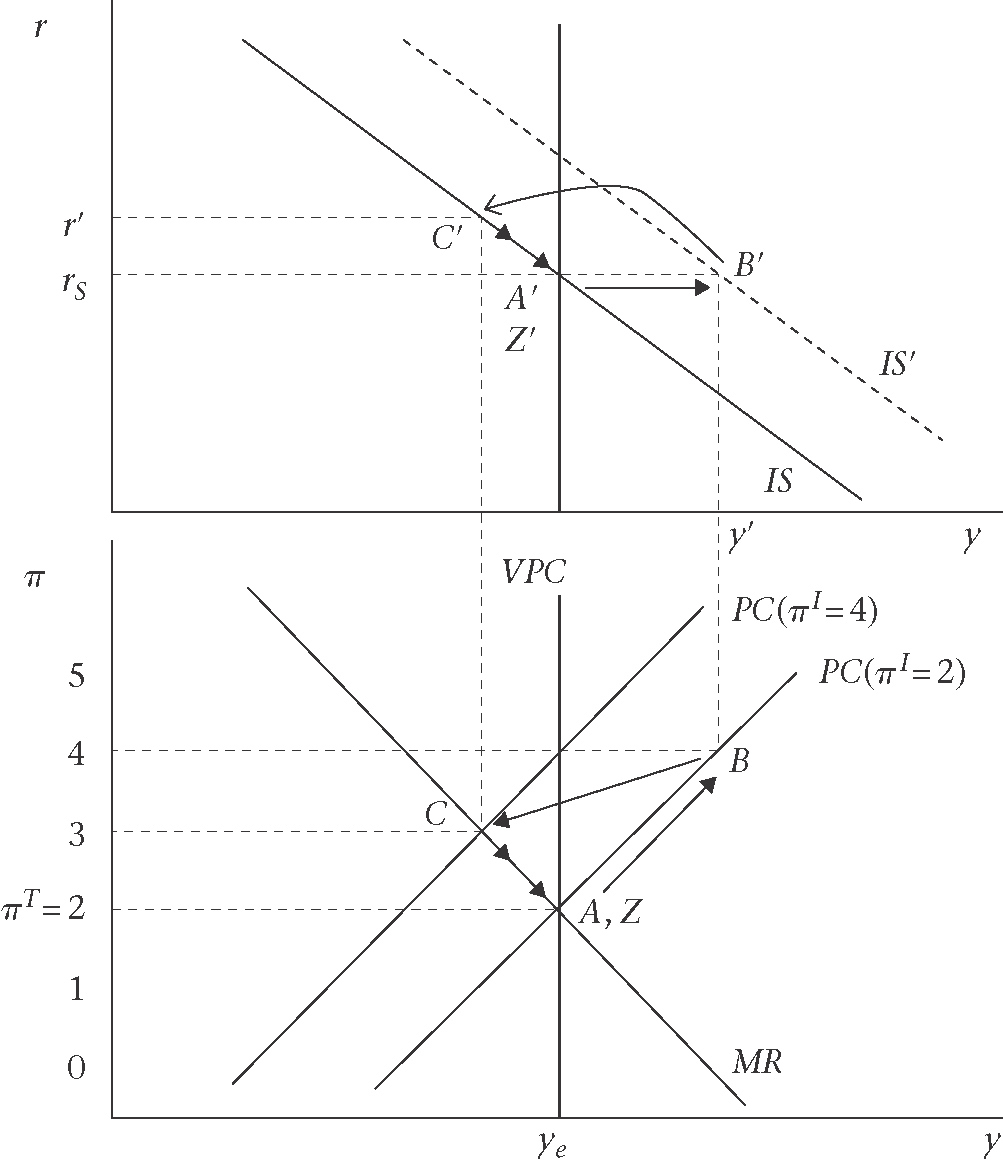 r
r′
C′
r_S
B′
A′
Z′
IS′
IS
y′
y
π
VPC
PC(π^I = 4)
5
PC(π^I = 2)
4
B
C
3
π^T = 2
A, Z
1
0
MR
y_e
y